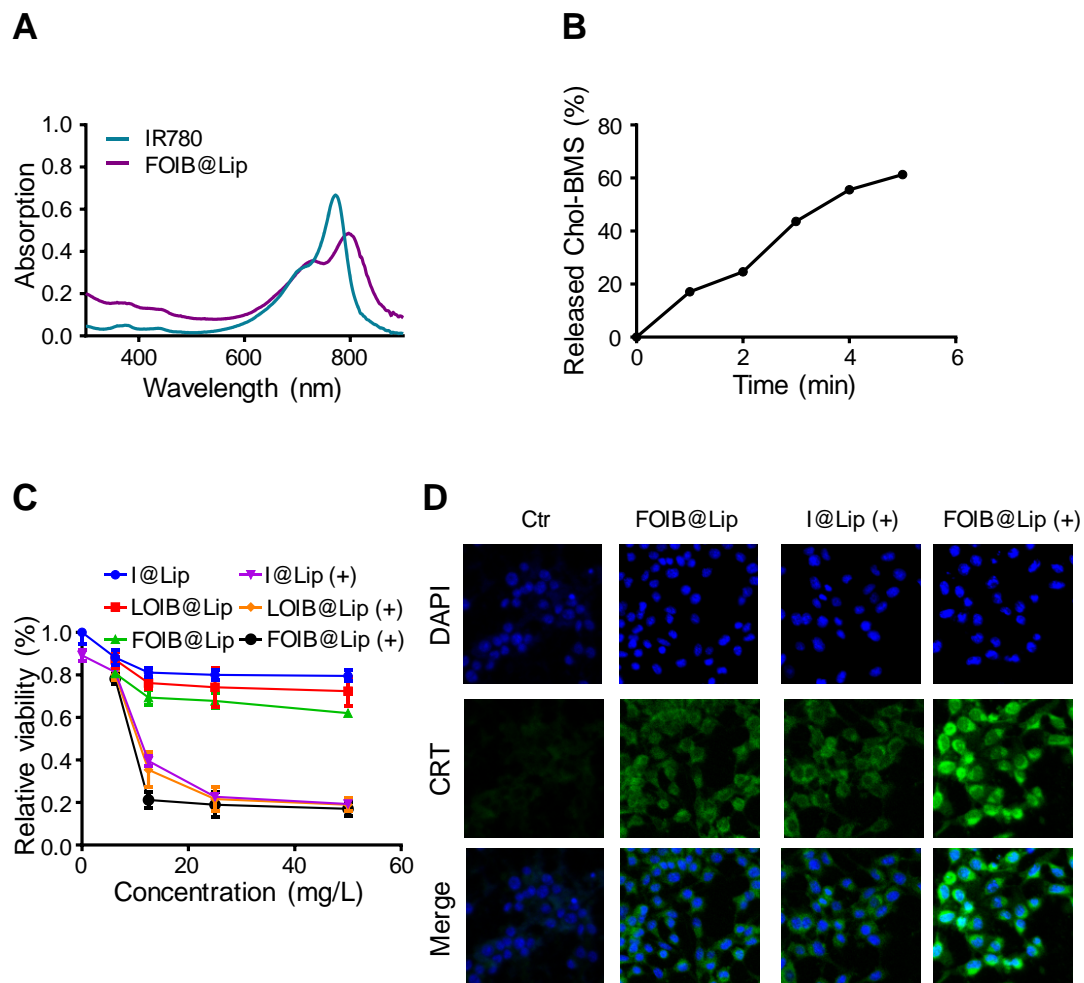 A
1.0
0.8
0.6
0.4
0.2
0.0
Absorption
IR780
FOIB@Lip
400
600
800
Wavelength (nm)
B
80
60
40
20
0
Released Chol-BMS (%)
0
2
4
6
Time (min)
C
I@Lip
I@Lip (+)
LOIB@Lip
LOIB@Lip (+)
FOIB@Lip
FOIB@Lip (+)
1.0
0.8
0.6
0.4
0.2
0.0
Relative viability (%)
0
20
40
60
Concentration (mg/L)
D
Ctr
FOIB@Lip
I@Lip (+)
FOIB@Lip (+)
DAPI
CRT
Merge